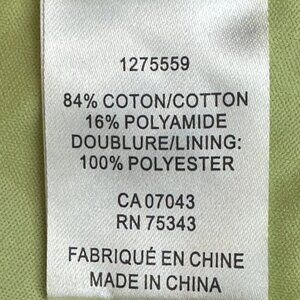 1275559
84% COTON/COTTON
16% POLYAMIDE
DOUBLURE/LINING:
100% POLYESTER
CA 07043
RN 75343
FABRIQUÉ EN CHINE
MADE IN CHINA